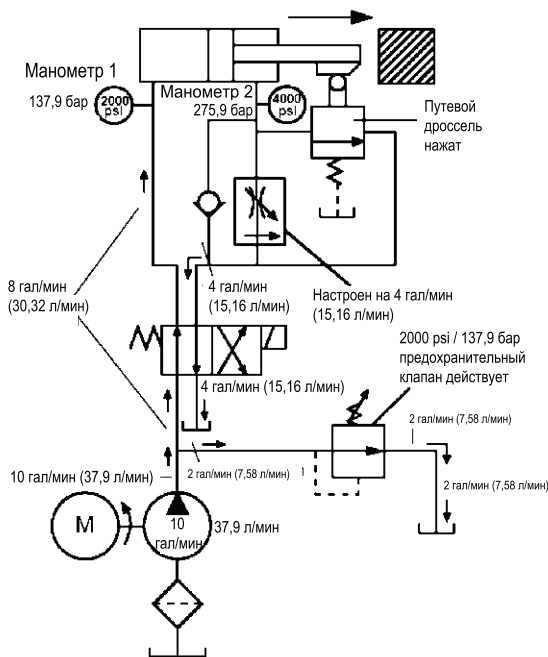 Манометр 1
137,9 бар
2000
psi
Манометр 2
275,9 бар
4000
psi
Путевой
дроссель
нажат
8 гал/мин
(30,32 л/мин)
4 гал/мин
(15,16 л/мин)
Настроен на 4 гал/мин
(15,16 л/мин)
2000 psi / 137,9 бар
предохранительный
клапан действует
4 гал/мин (15,16 л/мин)
2 гал/мин (7,58 л/мин)
10 гал/мин (37,9 л/мин)
2 гал/мин (7,58 л/мин)
2 гал/мин (7,58 л/мин)
M
10
гал/мин
37,9 л/мин